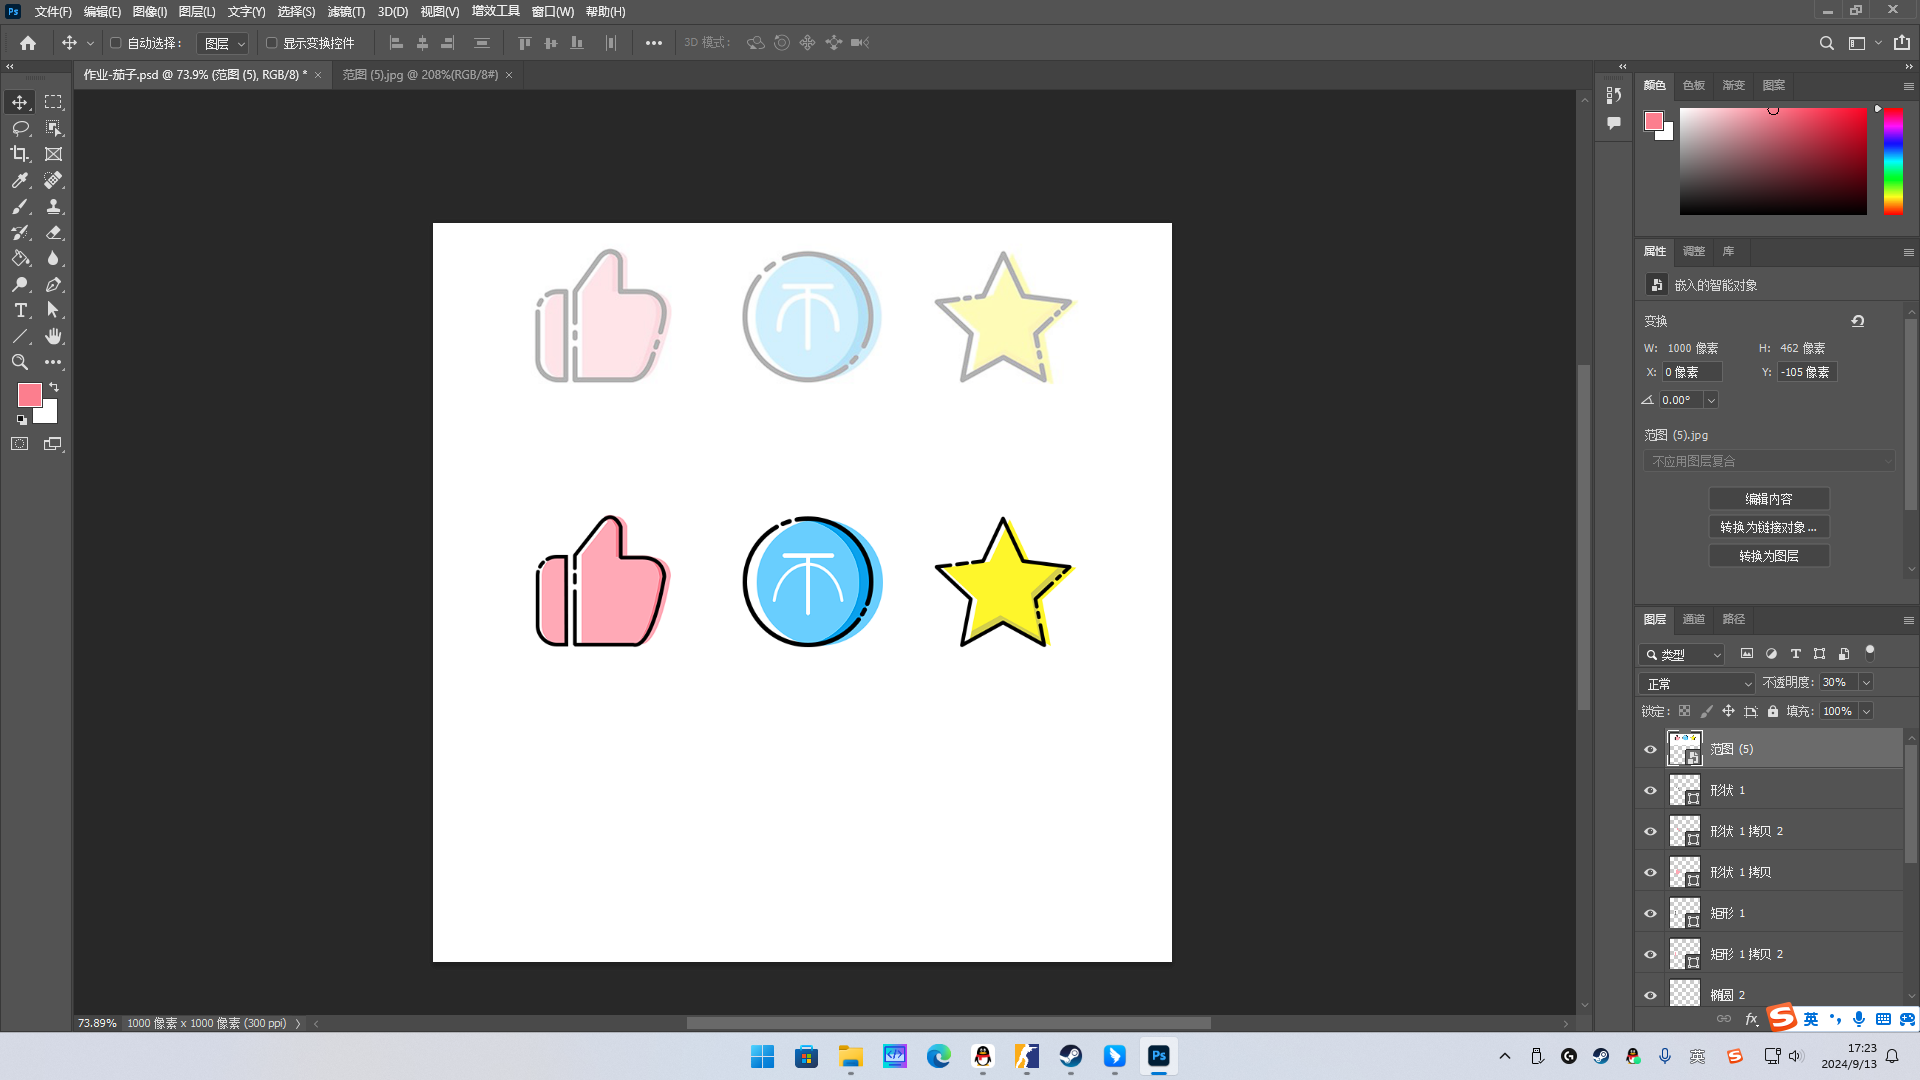 Ps 文件(F) 编辑(E) 图像(I) 图层(L) 文字(Y) 选择(S) 滤镜(T) 3D(D) 视图(V) 增效工具 窗口(W) 帮助(H)
自动选择： 图层 显示变换控件 3D 模式：
作业-茄子.psd @ 73.9% (范图 (5), RGB/8) * ×
范图 (5).jpg @ 208%(RGB/8#) ×
颜色 色板 渐变 图案
属性 调整 库
嵌入的智能对象
变换
W: 1000 像素 H: 462 像素
X: 0 像素 Y: -105 像素
0.00°
范图 (5).jpg
不应用图层复合
编辑内容
转换为链接对象...
转换为图层
图层 通道 路径
类型
正常 不透明度: 30%
锁定: 填充: 100%
范图 (5)
形状 1
形状 1 拷贝 2
形状 1 拷贝
矩形 1
矩形 1 拷贝 2
椭圆 2
fx
S 英
73.89% 1000 像素 x 1000 像素 (300 ppi)
Ps
英 S
17:23
2024/9/13